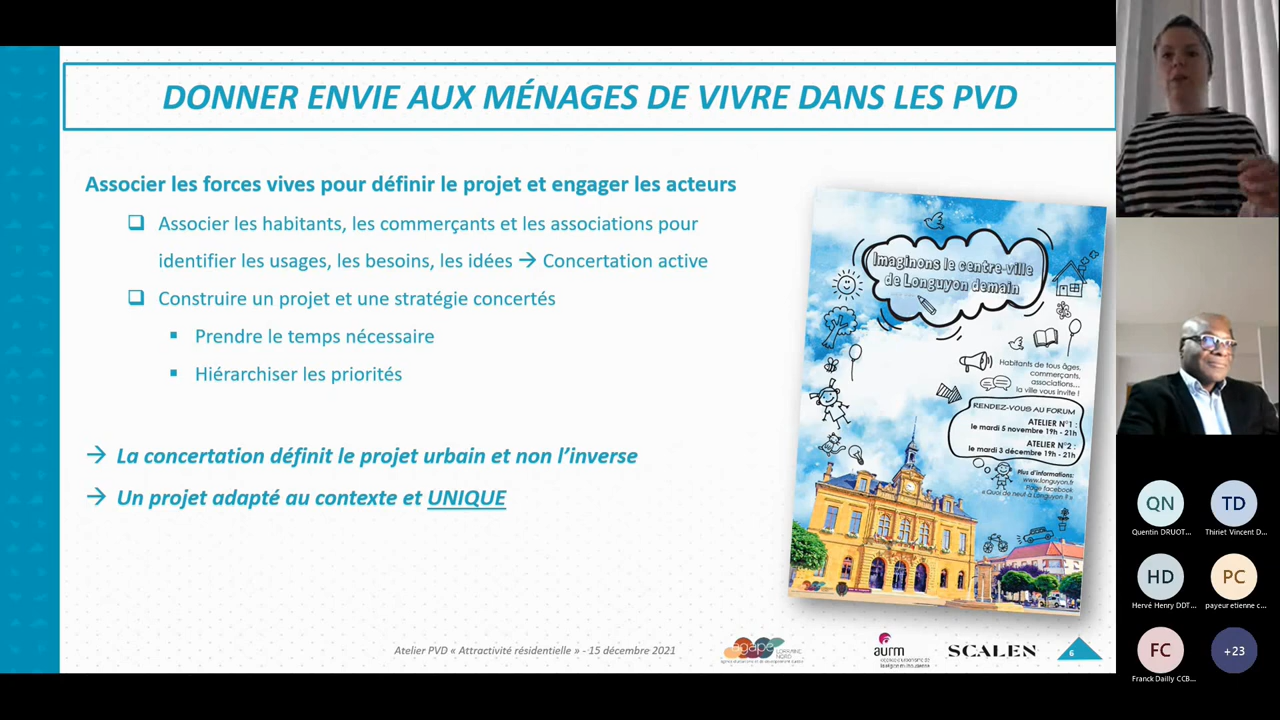 DONNER ENVIE AUX MÉNAGES DE VIVRE DANS LES PVD
Associer les forces vives pour définir le projet et engager les acteurs
Associer les habitants, les commerçants et les associations pour
identifier les usages, les besoins, les idées → Concertation active
Construire un projet et une stratégie concertés
Prendre le temps nécessaire
Hiérarchiser les priorités
→ La concertation définit le projet urbain et non l'inverse
→ Un projet adapté au contexte et UNIQUE
Imaginons le centre-ville
de Longuyon demain
Habitants de tous âges,
commerçants,
associations...
la ville vous invite !
RENDEZ-VOUS AU FORUM
ATELIER N°1 :
le mardi 5 novembre 19h - 21h
ATELIER N°2 :
le mardi 3 décembre 19h - 21h
Plus d'informations:
www.longuyon.fr
Page facebook
« Quoi de neuf à Longuyon ? »
Atelier PVD « Attractivité résidentielle » - 15 décembre 2021
agape
LORRAINE
NORD
aurm
SCALEN
6
QN
Quentin DRUOT...
TD
Thiriet Vincent D...
HD
Hervé Henry DDT...
PC
payeur etienne c...
FC
Franck Dailly CCB...
+23